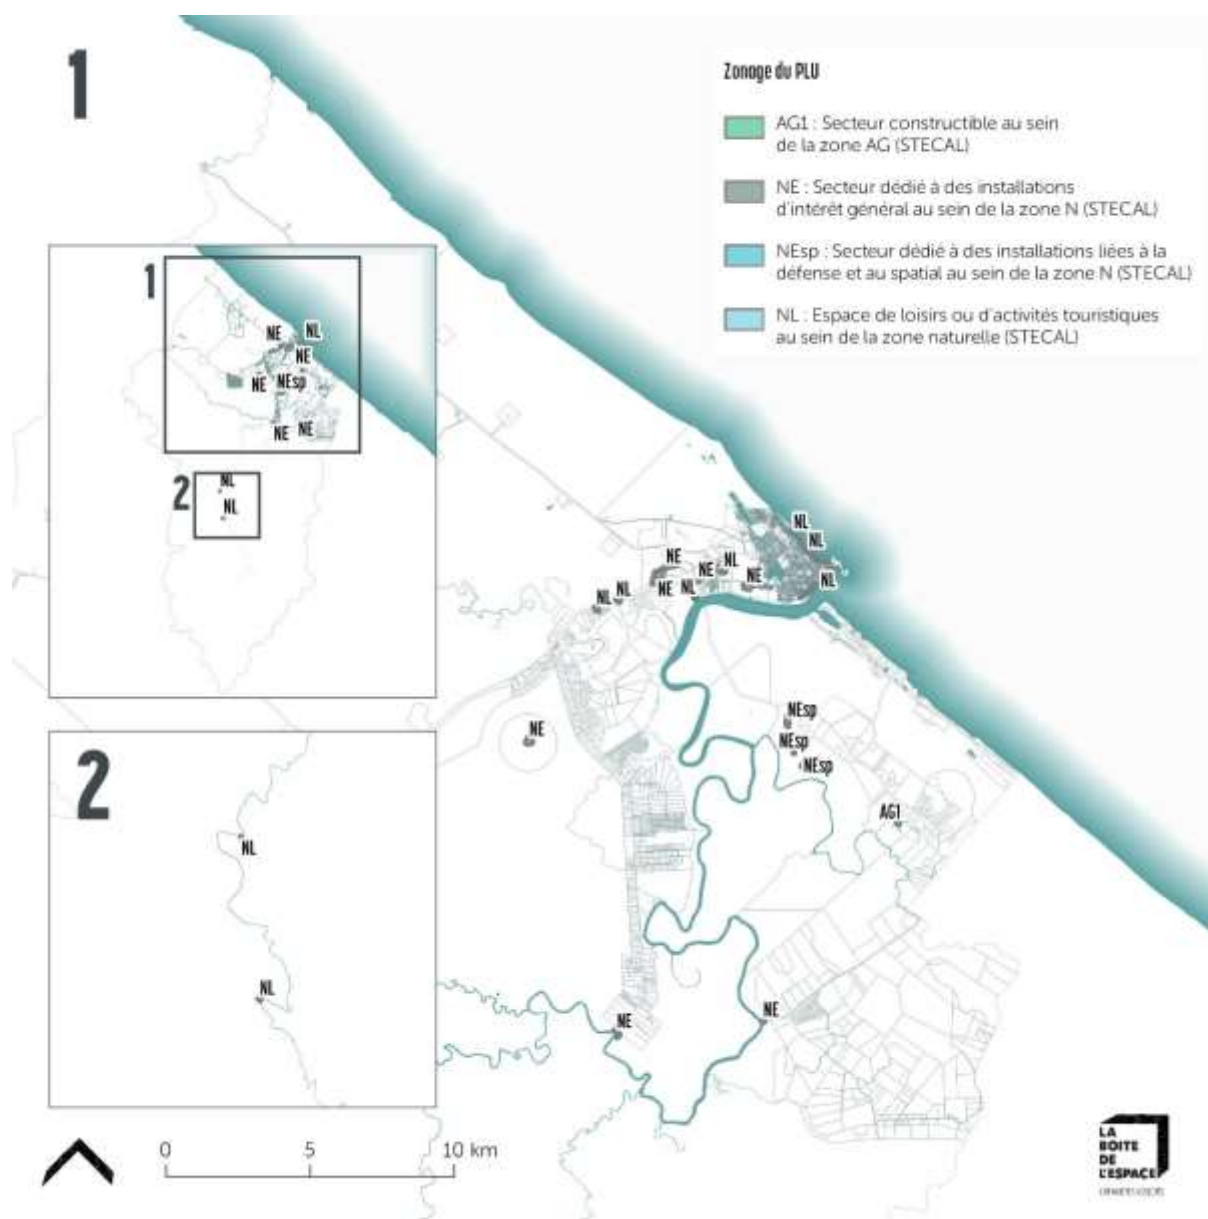 1
Zonage du PLU
AG1 : Secteur constructible au sein
de la zone AG (STECAL)
NE : Secteur dédié à des installations
d'intérêt général au sein de la zone N (STECAL)
NEsp : Secteur dédié à des installations liées à la
défense et au spatial au sein de la zone N (STECAL)
NL : Espace de loisirs ou d'activités touristiques
au sein de la zone naturelle (STECAL)
1
NE
NL
NE
NE
NEsp
NE
NE
2
NL
NL
NL
NL
NE
NE
NL
NE
NL
NE
NL
NL
NL
NE
NEsp
NEsp
NEsp
AG1
NE
NE
2
NL
NL
0
5
10 km
LA
BOITE
DE
L'ESPACE